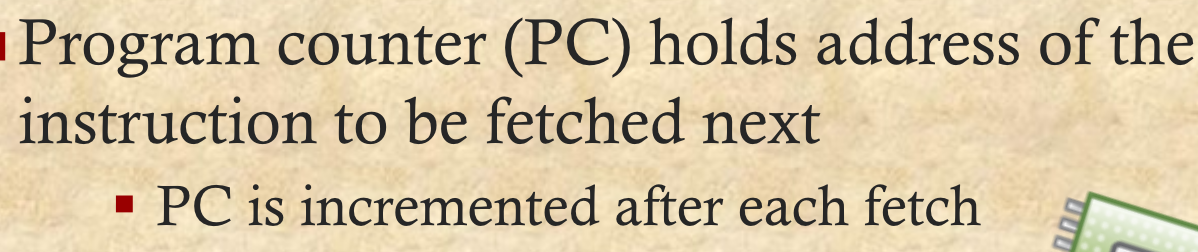 Program counter (PC) holds address of the
instruction to be fetched next
PC is incremented after each fetch